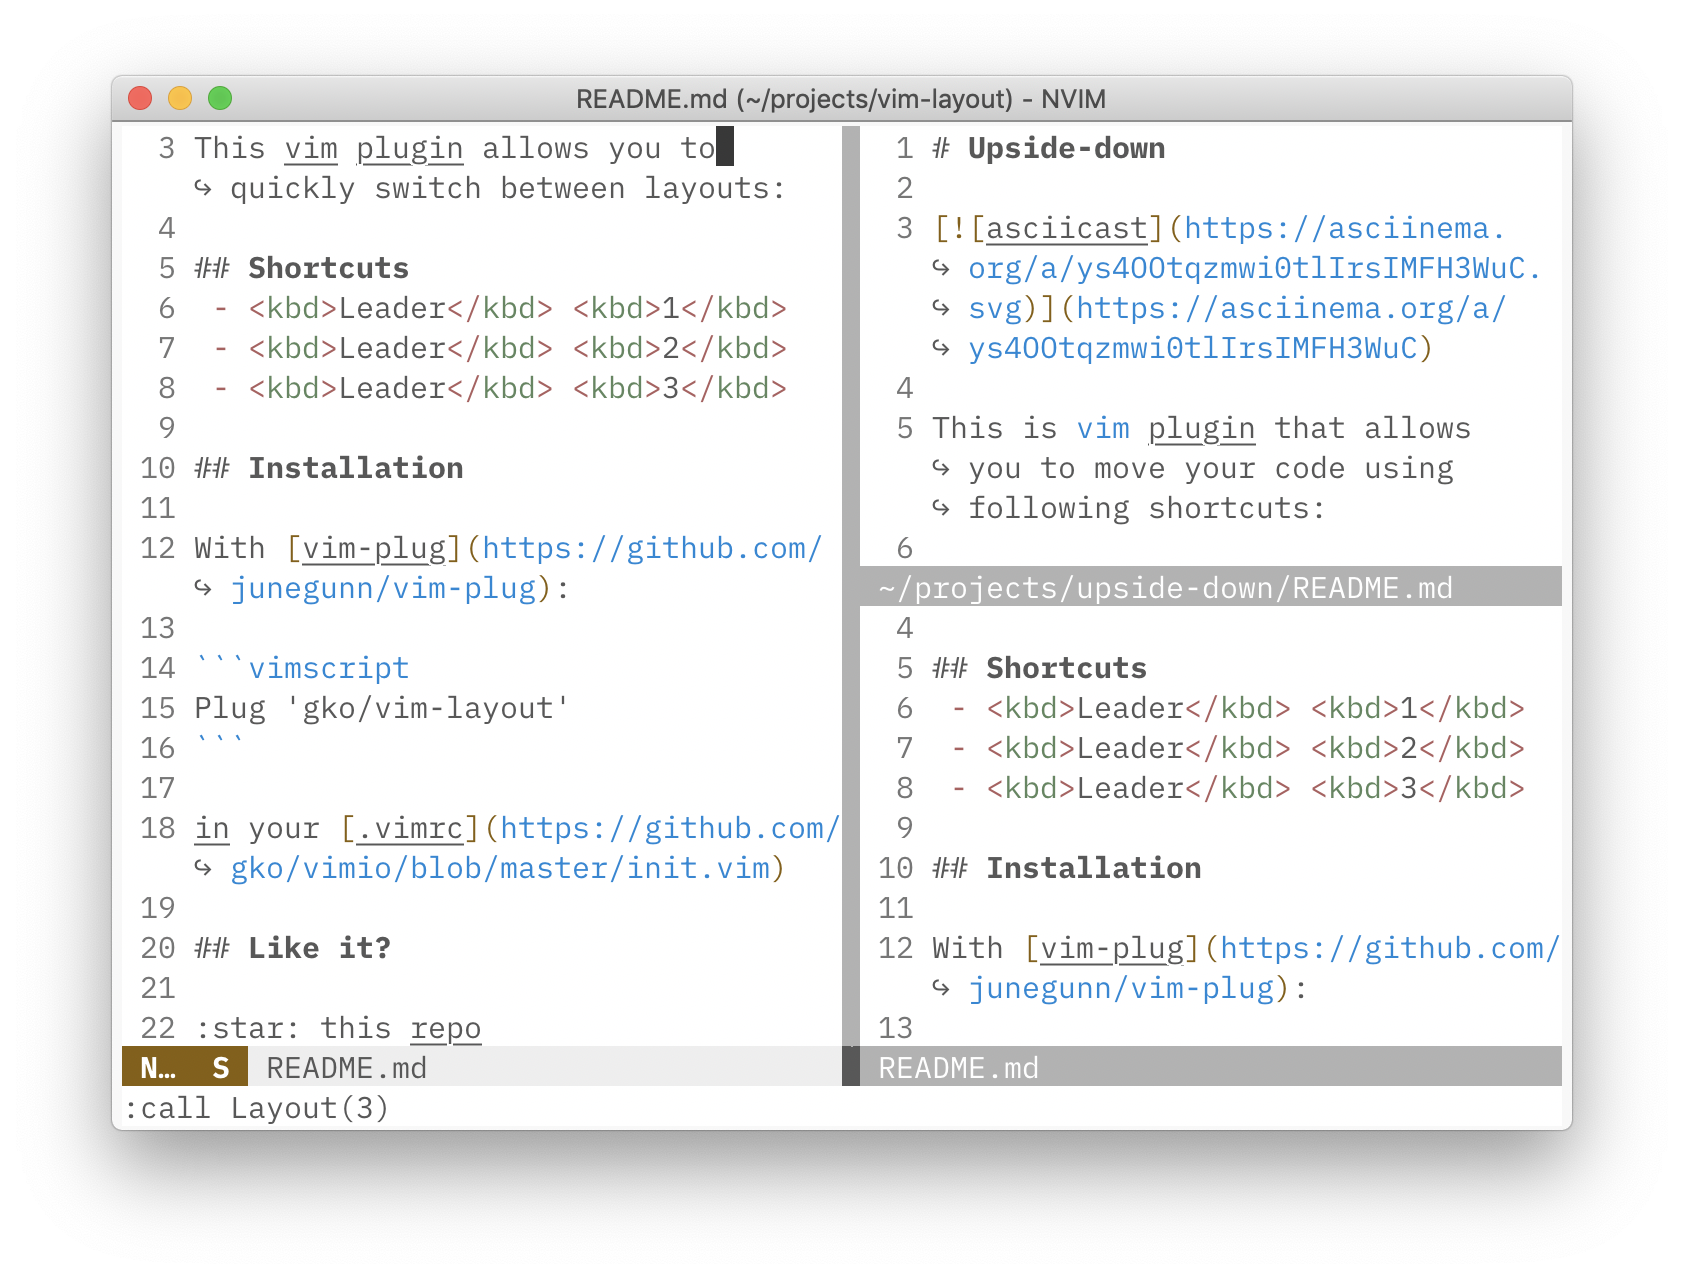 README.md (~/projects/vim-layout) - NVIM
3 This vim plugin allows you to
↪ quickly switch between layouts:
4
5 ## Shortcuts
6 - <kbd>Leader</kbd> <kbd>1</kbd>
7 - <kbd>Leader</kbd> <kbd>2</kbd>
8 - <kbd>Leader</kbd> <kbd>3</kbd>
9
10 ## Installation
11
12 With [vim-plug](https://github.com/
↪ junegunn/vim-plug):
13
14 ```vimscript
15 Plug 'gko/vim-layout'
16 ```
17
18 in your [.vimrc](https://github.com/
↪ gko/vimio/blob/master/init.vim)
19
20 ## Like it?
21
22 :star: this repo
N… S README.md
1 # Upside-down
2
3 [![asciicast](https://asciinema.
↪ org/a/ys4OOtqzmwi0tlIrsIMFH3WuC.
↪ svg)](https://asciinema.org/a/
↪ ys4OOtqzmwi0tlIrsIMFH3WuC)
4
5 This is vim plugin that allows
↪ you to move your code using
↪ following shortcuts:
6
~/projects/upside-down/README.md
4
5 ## Shortcuts
6 - <kbd>Leader</kbd> <kbd>1</kbd>
7 - <kbd>Leader</kbd> <kbd>2</kbd>
8 - <kbd>Leader</kbd> <kbd>3</kbd>
9
10 ## Installation
11
12 With [vim-plug](https://github.com/
↪ junegunn/vim-plug):
13
README.md
:call Layout(3)